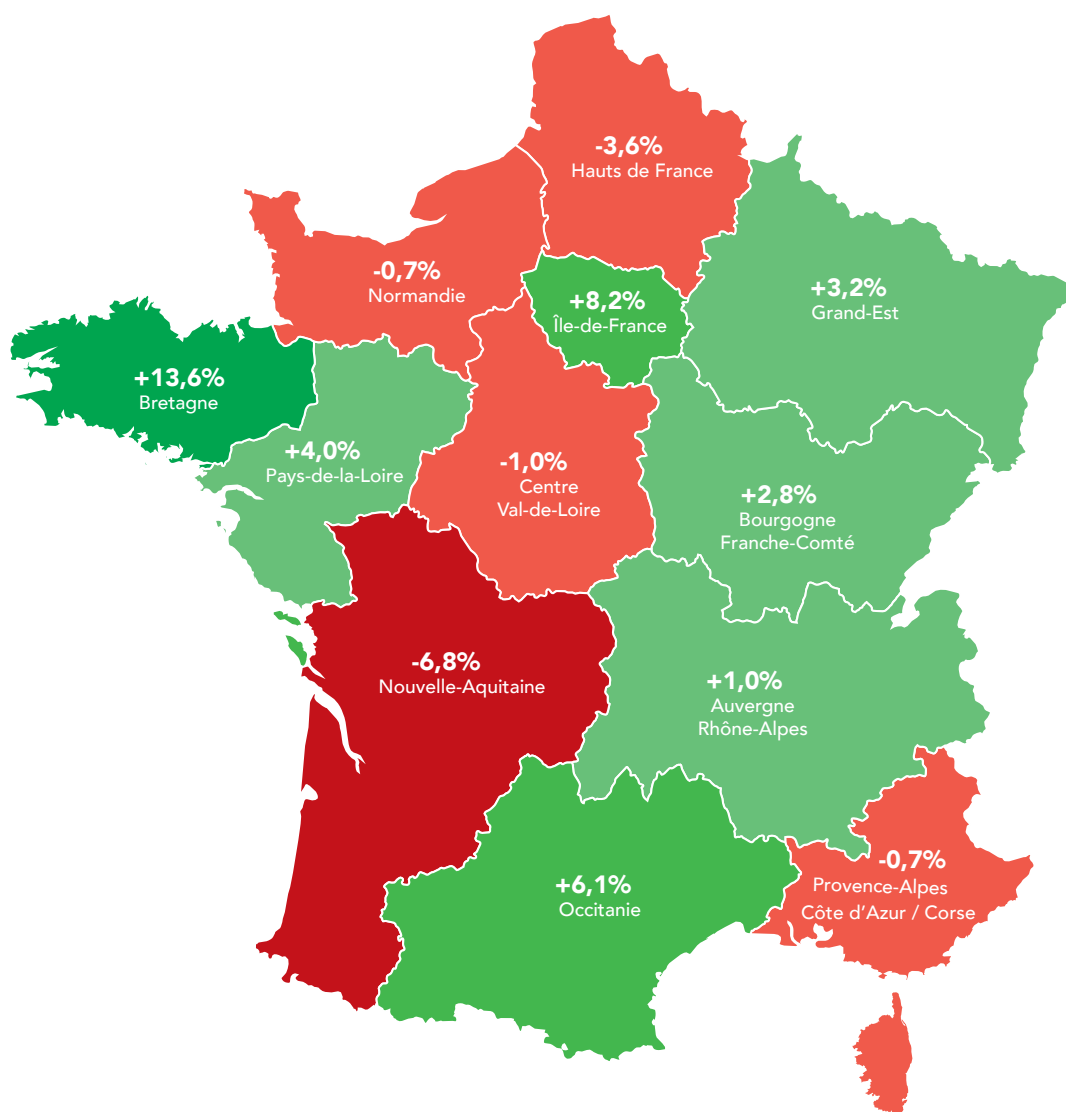 -3,6%
Hauts de France
-0,7%
Normandie
+8,2%
Île-de-France
+3,2%
Grand-Est
+13,6%
Bretagne
+4,0%
Pays-de-la-Loire
-1,0%
Centre
Val-de-Loire
+2,8%
Bourgogne
Franche-Comté
-6,8%
Nouvelle-Aquitaine
+1,0%
Auvergne
Rhône-Alpes
+6,1%
Occitanie
-0,7%
Provence-Alpes
Côte d'Azur / Corse